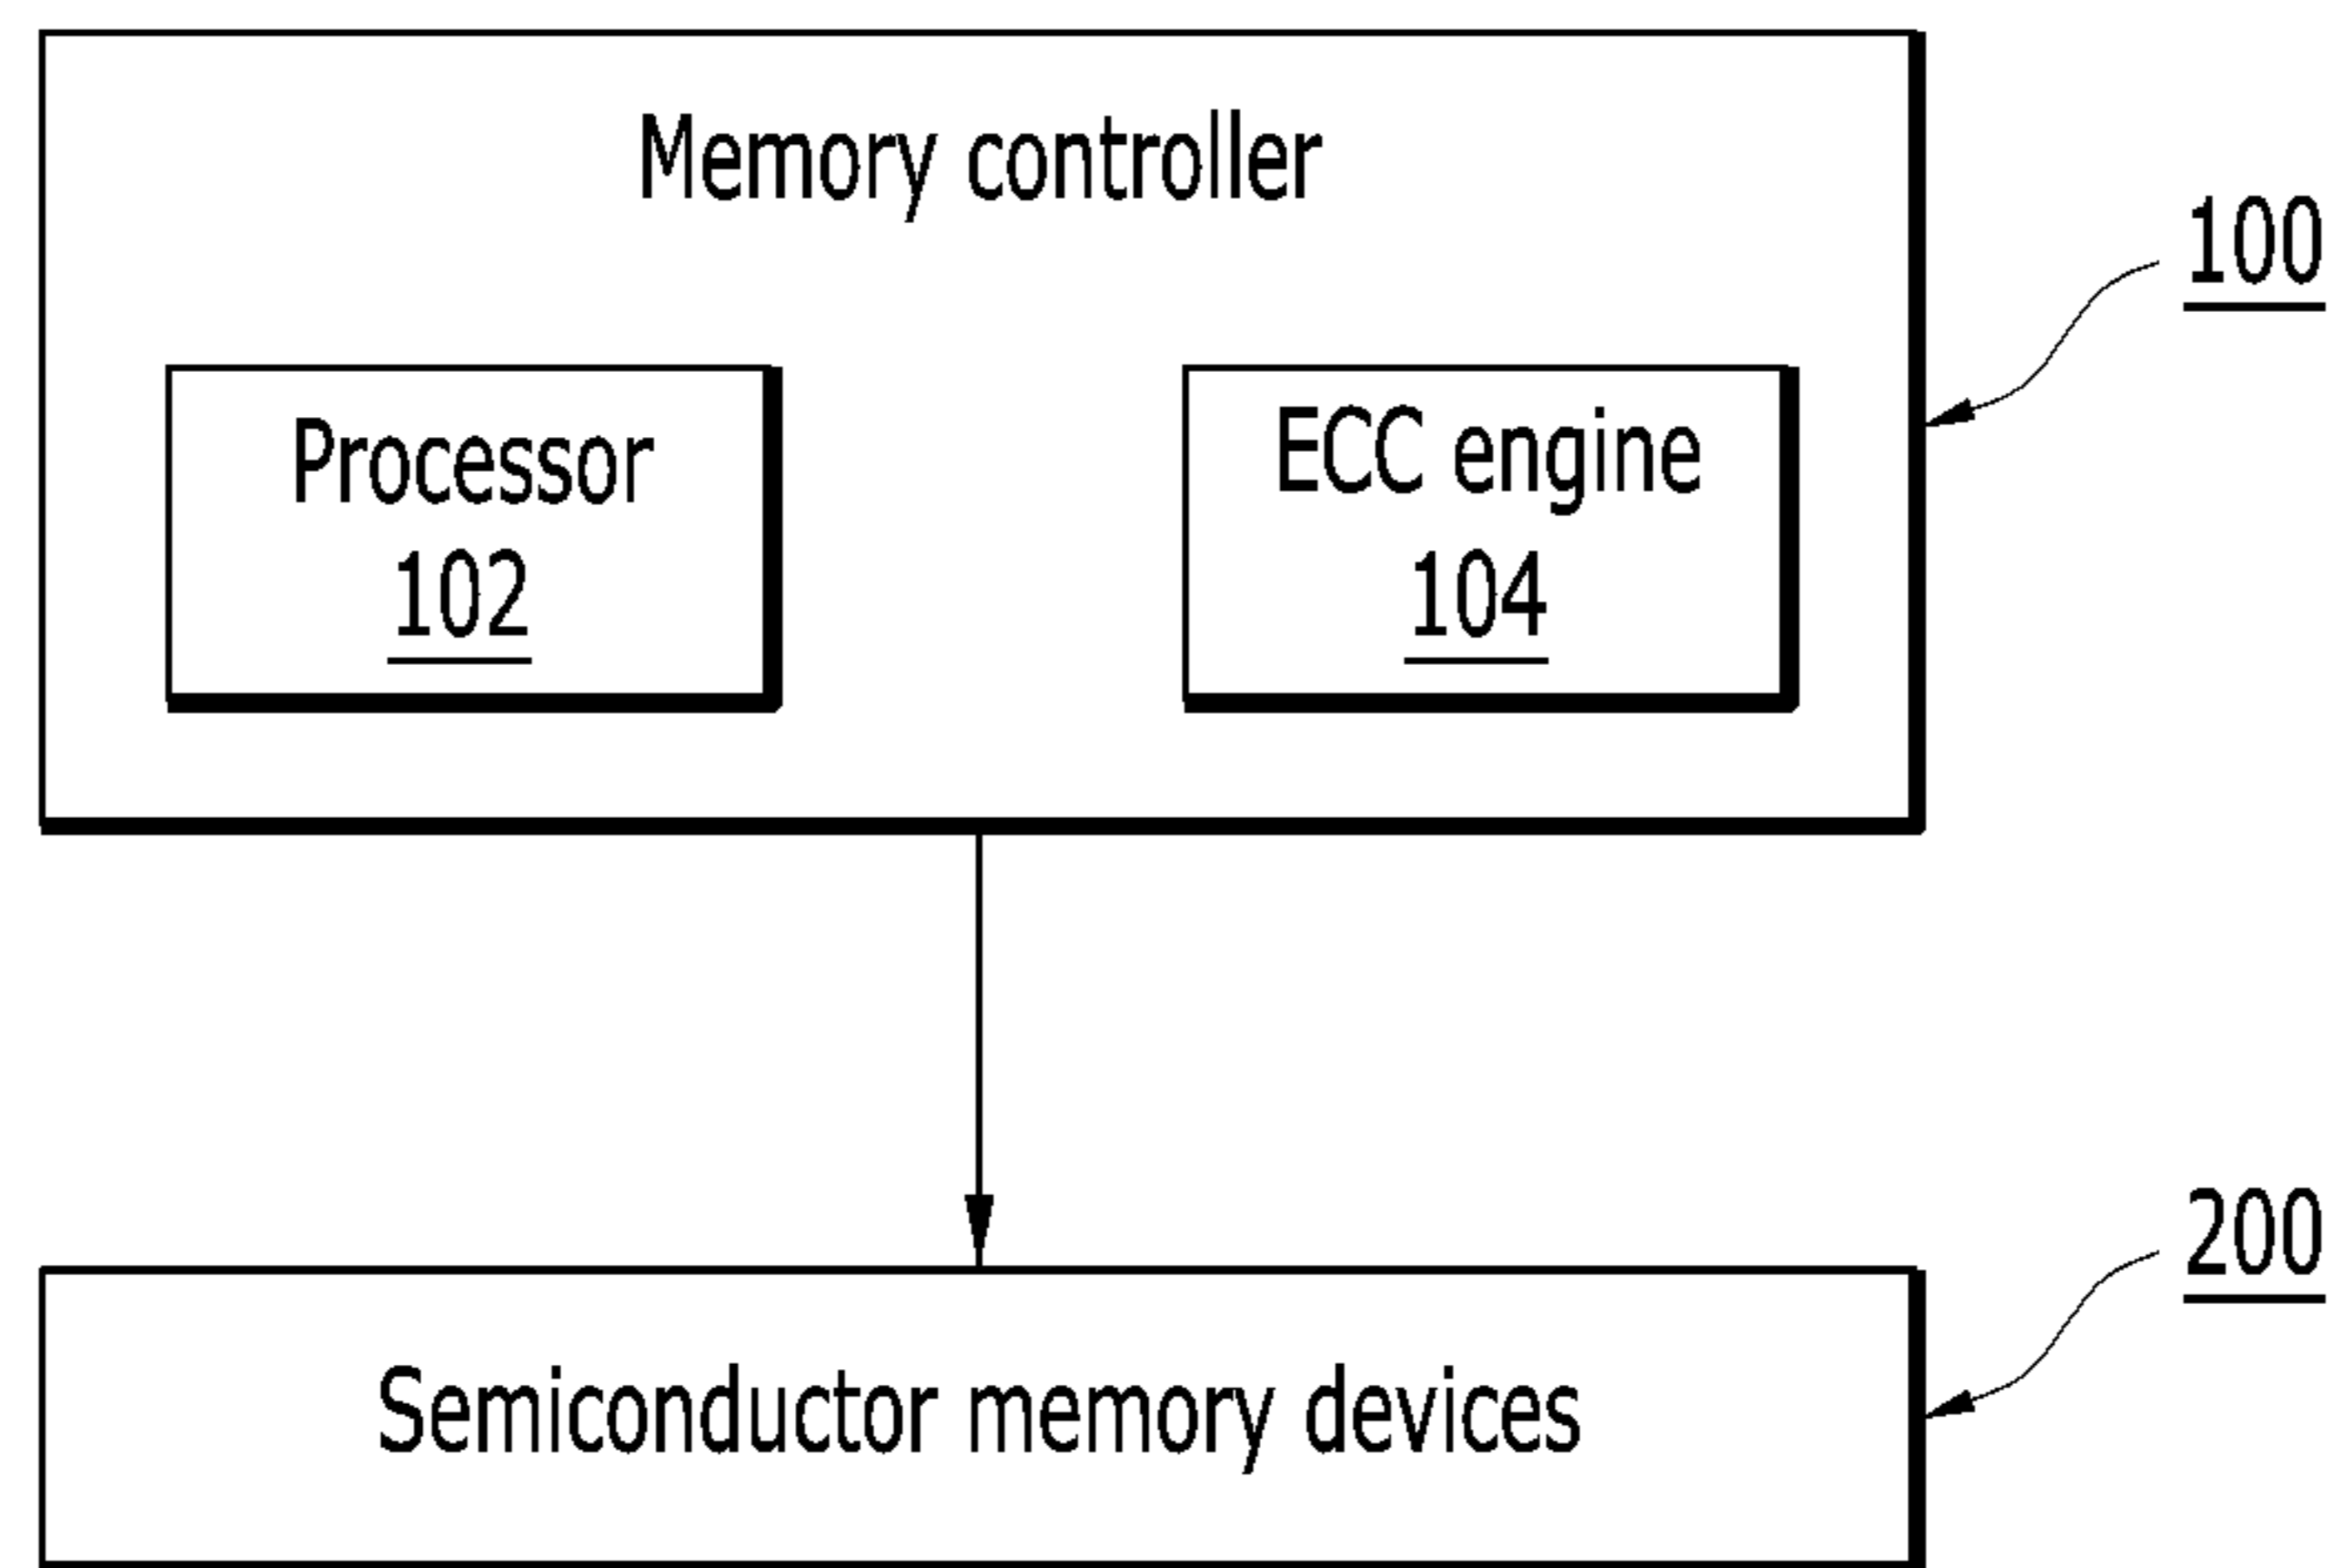 Memory controller
100
Processor
102
ECC engine
104
200
Semiconductor memory devices